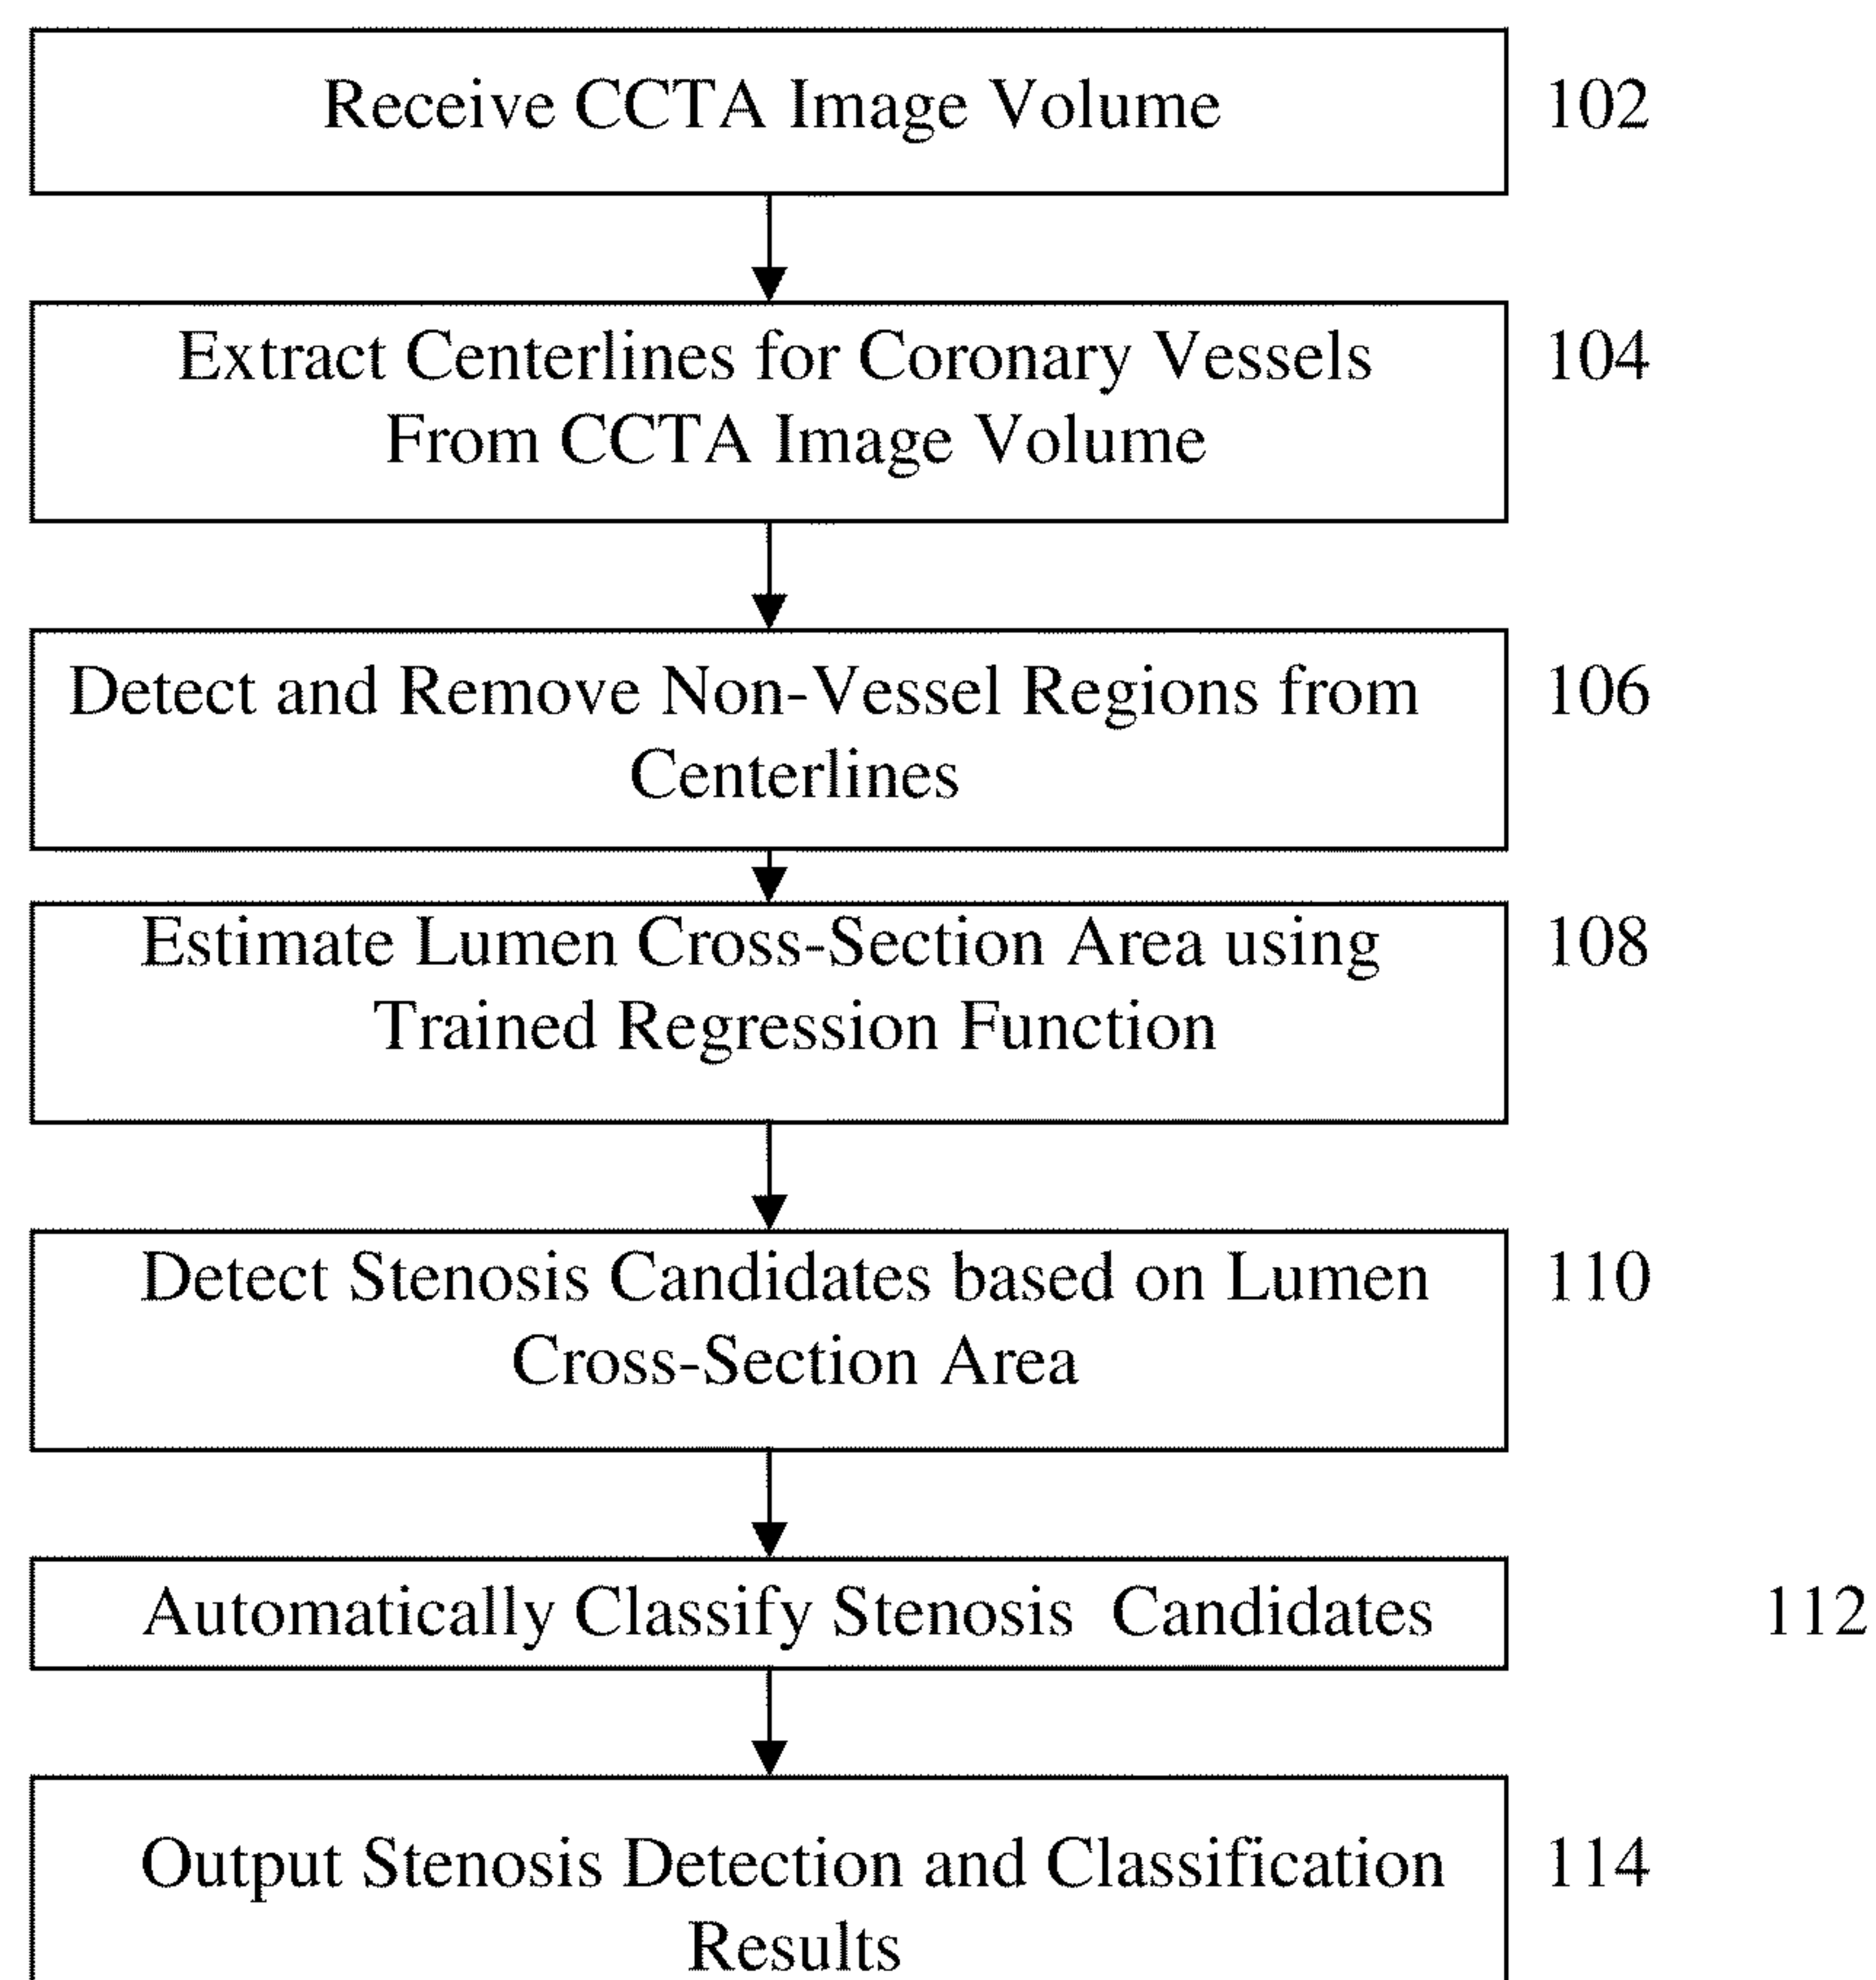 Receive CCTA Image Volume 102
Extract Centerlines for Coronary Vessels 104
From CCTA Image Volume
Detect and Remove Non-Vessel Regions from 106
Centerlines
Estimate Lumen Cross-Section Area using 108
Trained Regression Function
Detect Stenosis Candidates based on Lumen 110
Cross-Section Area
Automatically Classify Stenosis Candidates 112
Output Stenosis Detection and Classification 114
Results